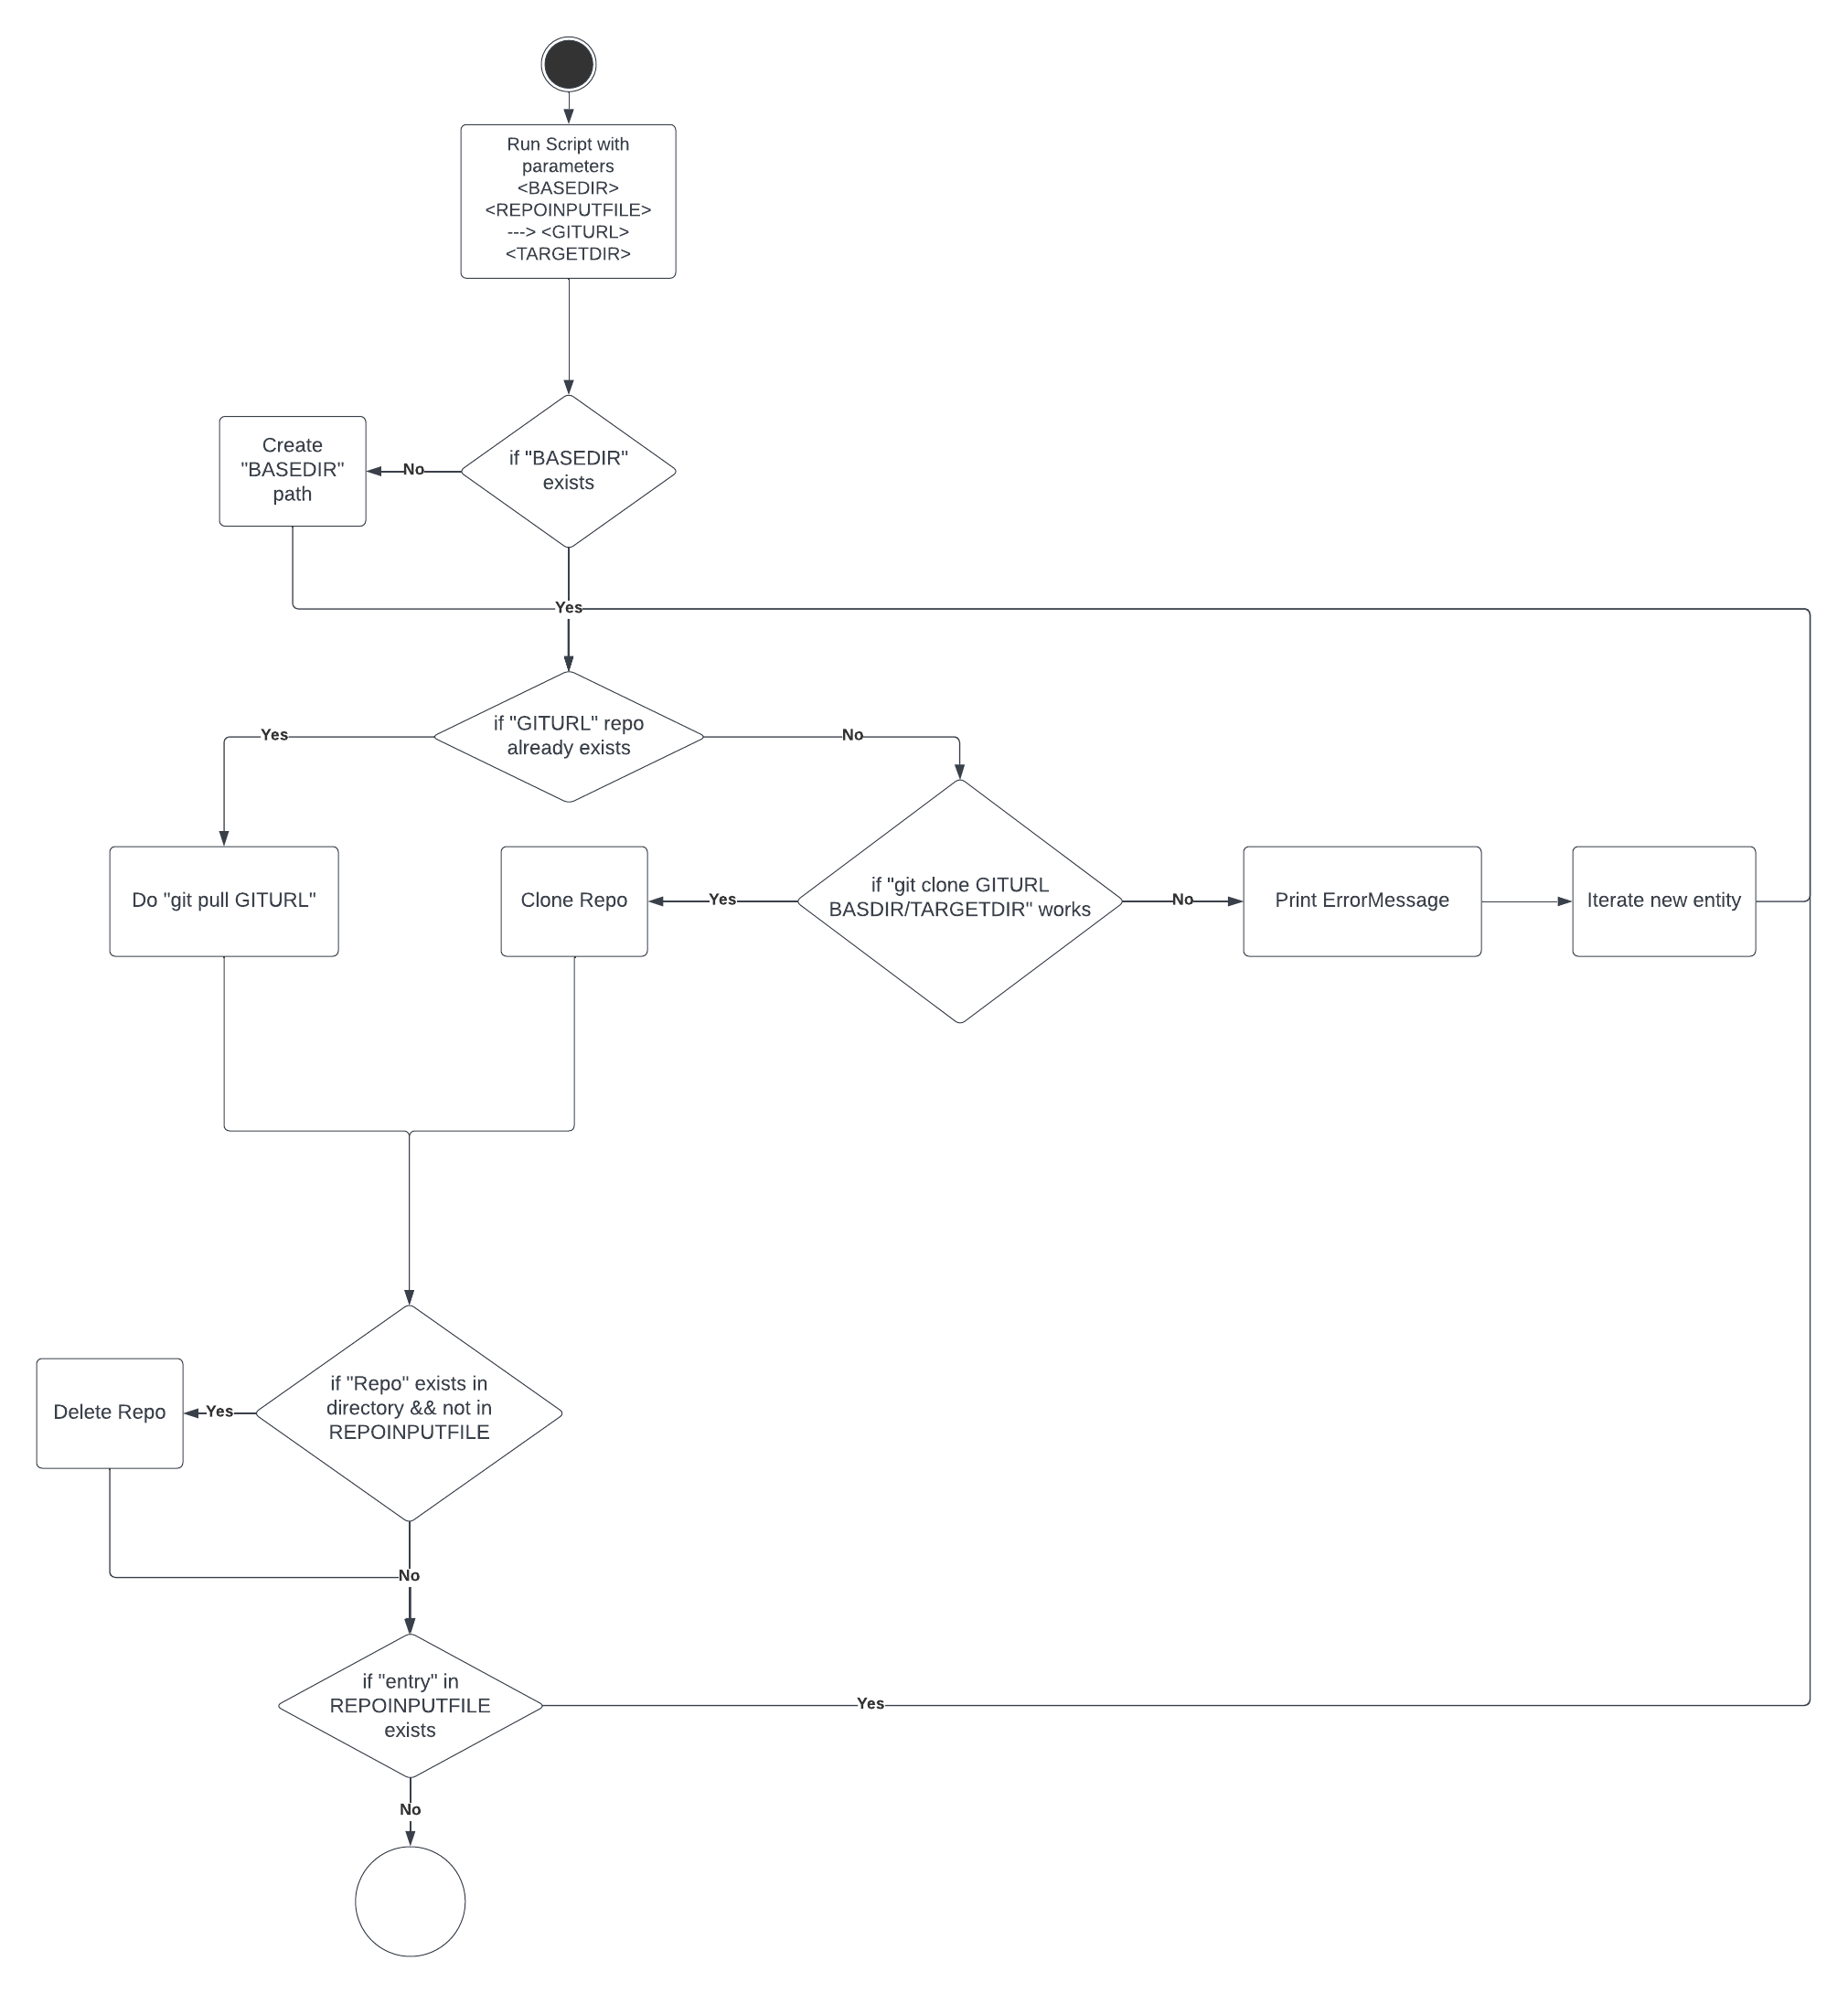 Run Script with
parameters
<BASEDIR>
<REPOINPUTFILE>
---> <GITURL>
<TARGETDIR>
if "BASEDIR"
exists
No
Create
"BASEDIR"
path
Yes
if "GITURL" repo
already exists
Yes
No
Do "git pull GITURL"
Clone Repo
Yes
if "git clone GITURL
BASDIR/TARGETDIR" works
No
Print ErrorMessage
Iterate new entity
if "Repo" exists in
directory && not in
REPOINPUTFILE
Yes
Delete Repo
No
if "entry" in
REPOINPUTFILE
exists
Yes
No